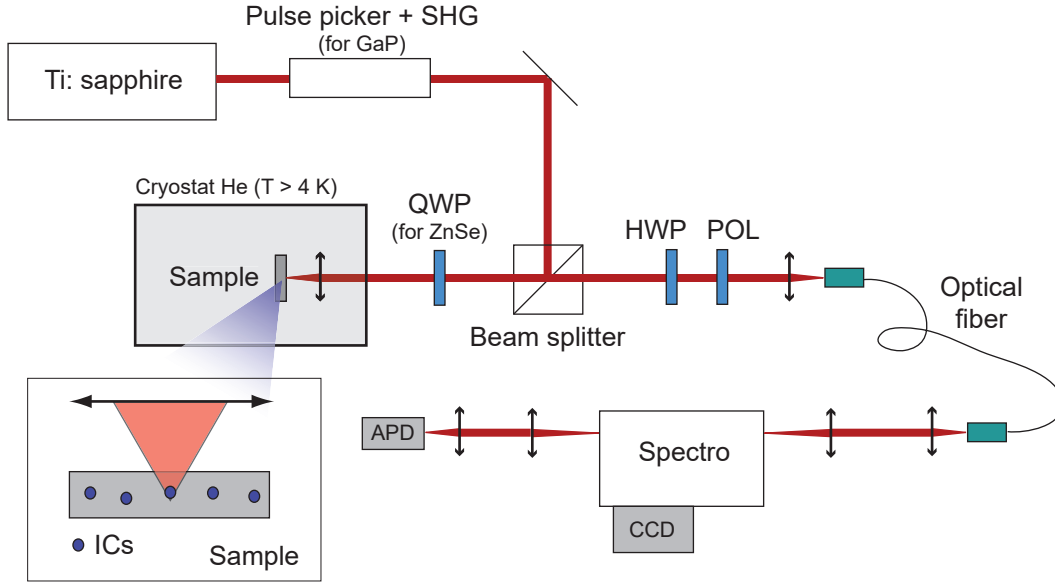 Pulse picker + SHG
(for GaP)
Ti: sapphire
Cryostat He (T > 4 K)
QWP
(for ZnSe)
HWP
POL
Sample
Beam splitter
Optical
fiber
APD
Spectro
CCD
ICs
Sample